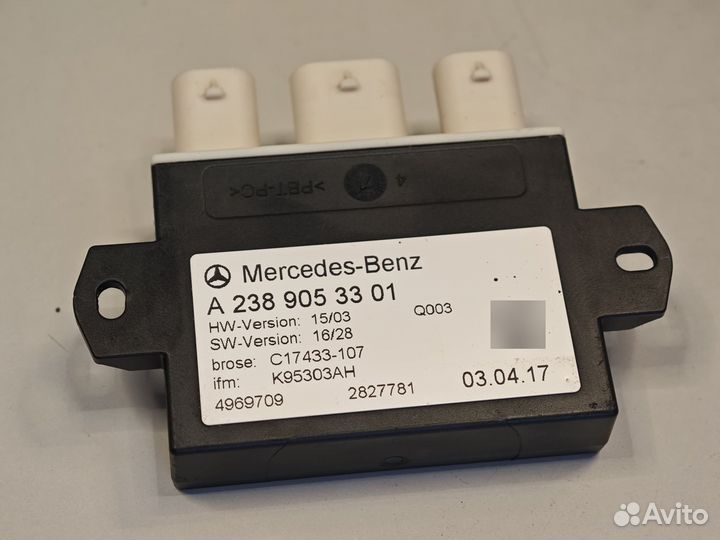 >PBT-PC< 4
Mercedes-Benz
A 238 905 33 01
HW-Version: 15/03 Q003
SW-Version: 16/28
brose: C17433-107
ifm: K95303AH
4969709 2827781 03.04.17
Avito